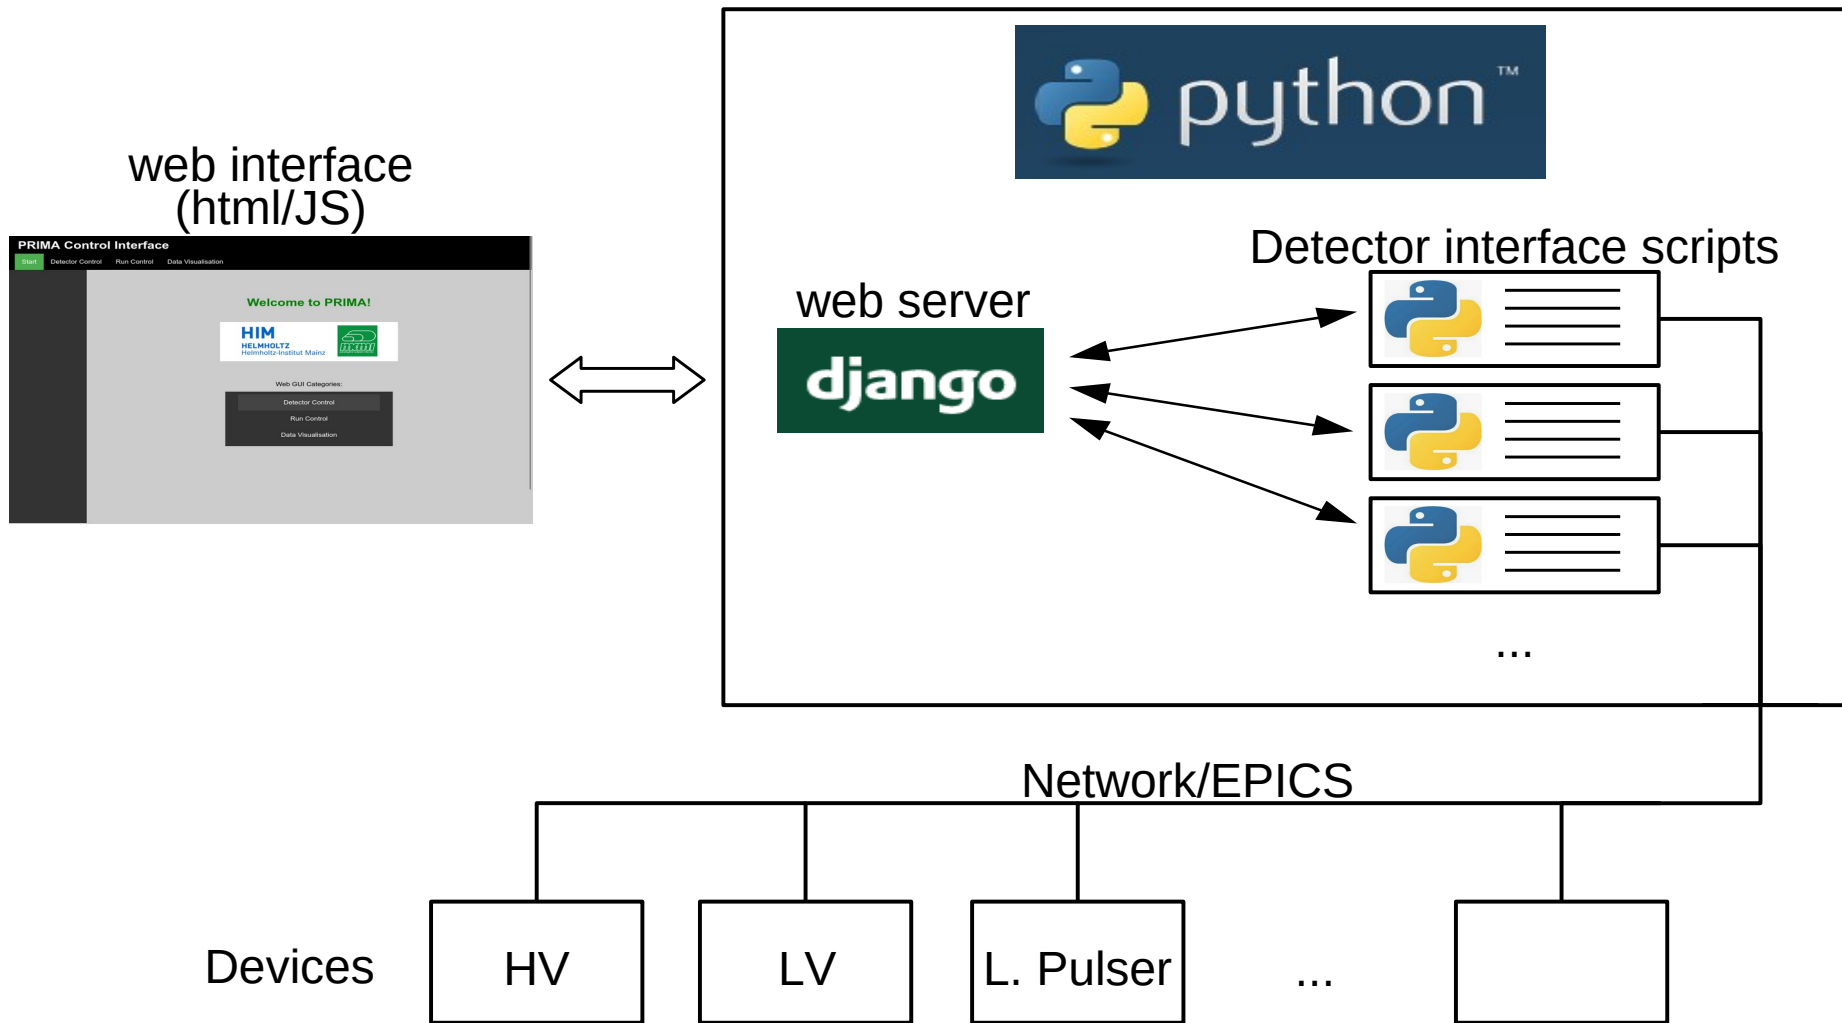 python™
web interface
(html/JS)
PRIMA Control Interface
Start Detector Control Run Control Data Visualisation
Welcome to PRIMA!
HIM
HELMHOLTZ
Helmholtz-Institut Mainz
Web GUI Categories:
Detector Control
Run Control
Data Visualisation
web server
django
Detector interface scripts
...
Network/EPICS
Devices
HV
LV
L. Pulser
...